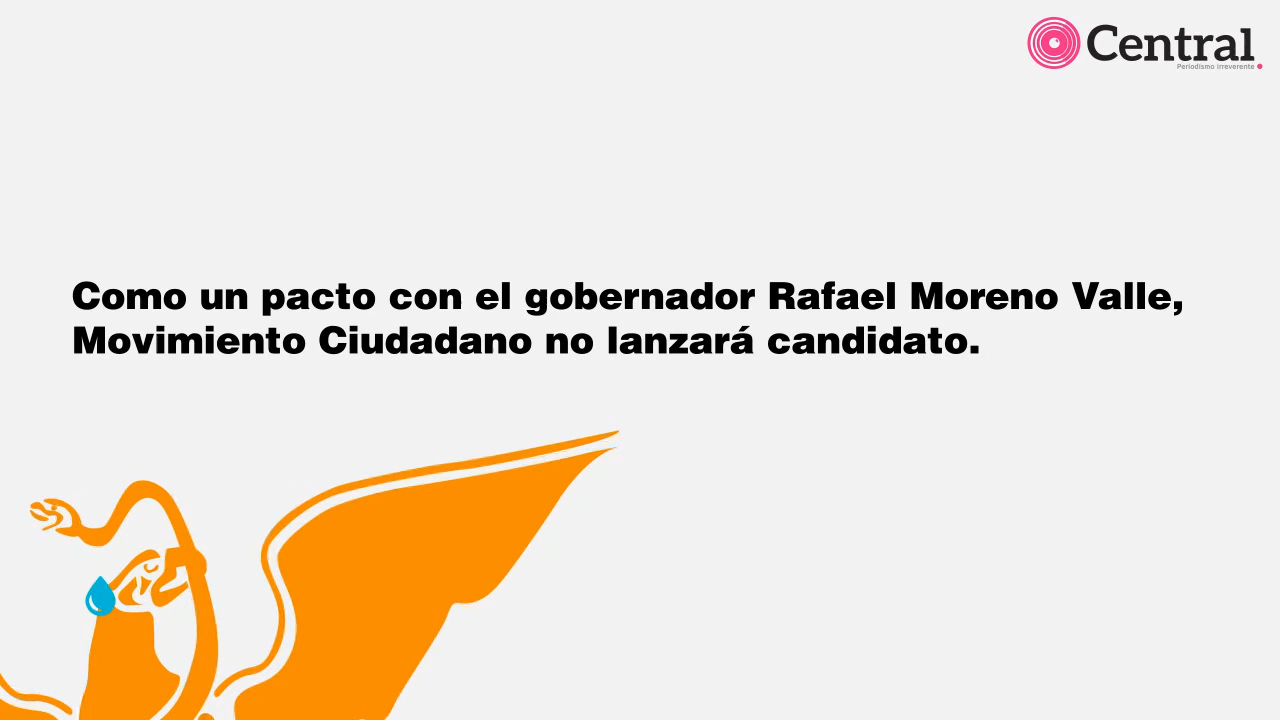 Central
Periodismo irreverente
Como un pacto con el gobernador Rafael Moreno Valle,
Movimiento Ciudadano no lanzará candidato.